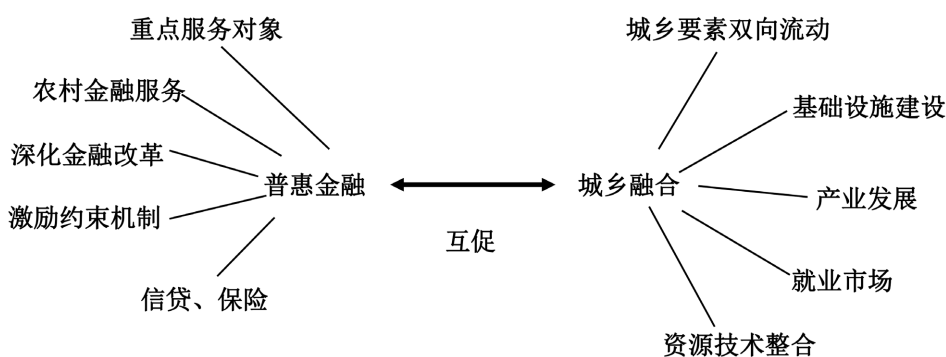 重点服务对象
农村金融服务
深化金融改革
普惠金融
激励约束机制
信贷、保险
互促
城乡要素双向流动
基础设施建设
城乡融合
产业发展
就业市场
资源技术整合